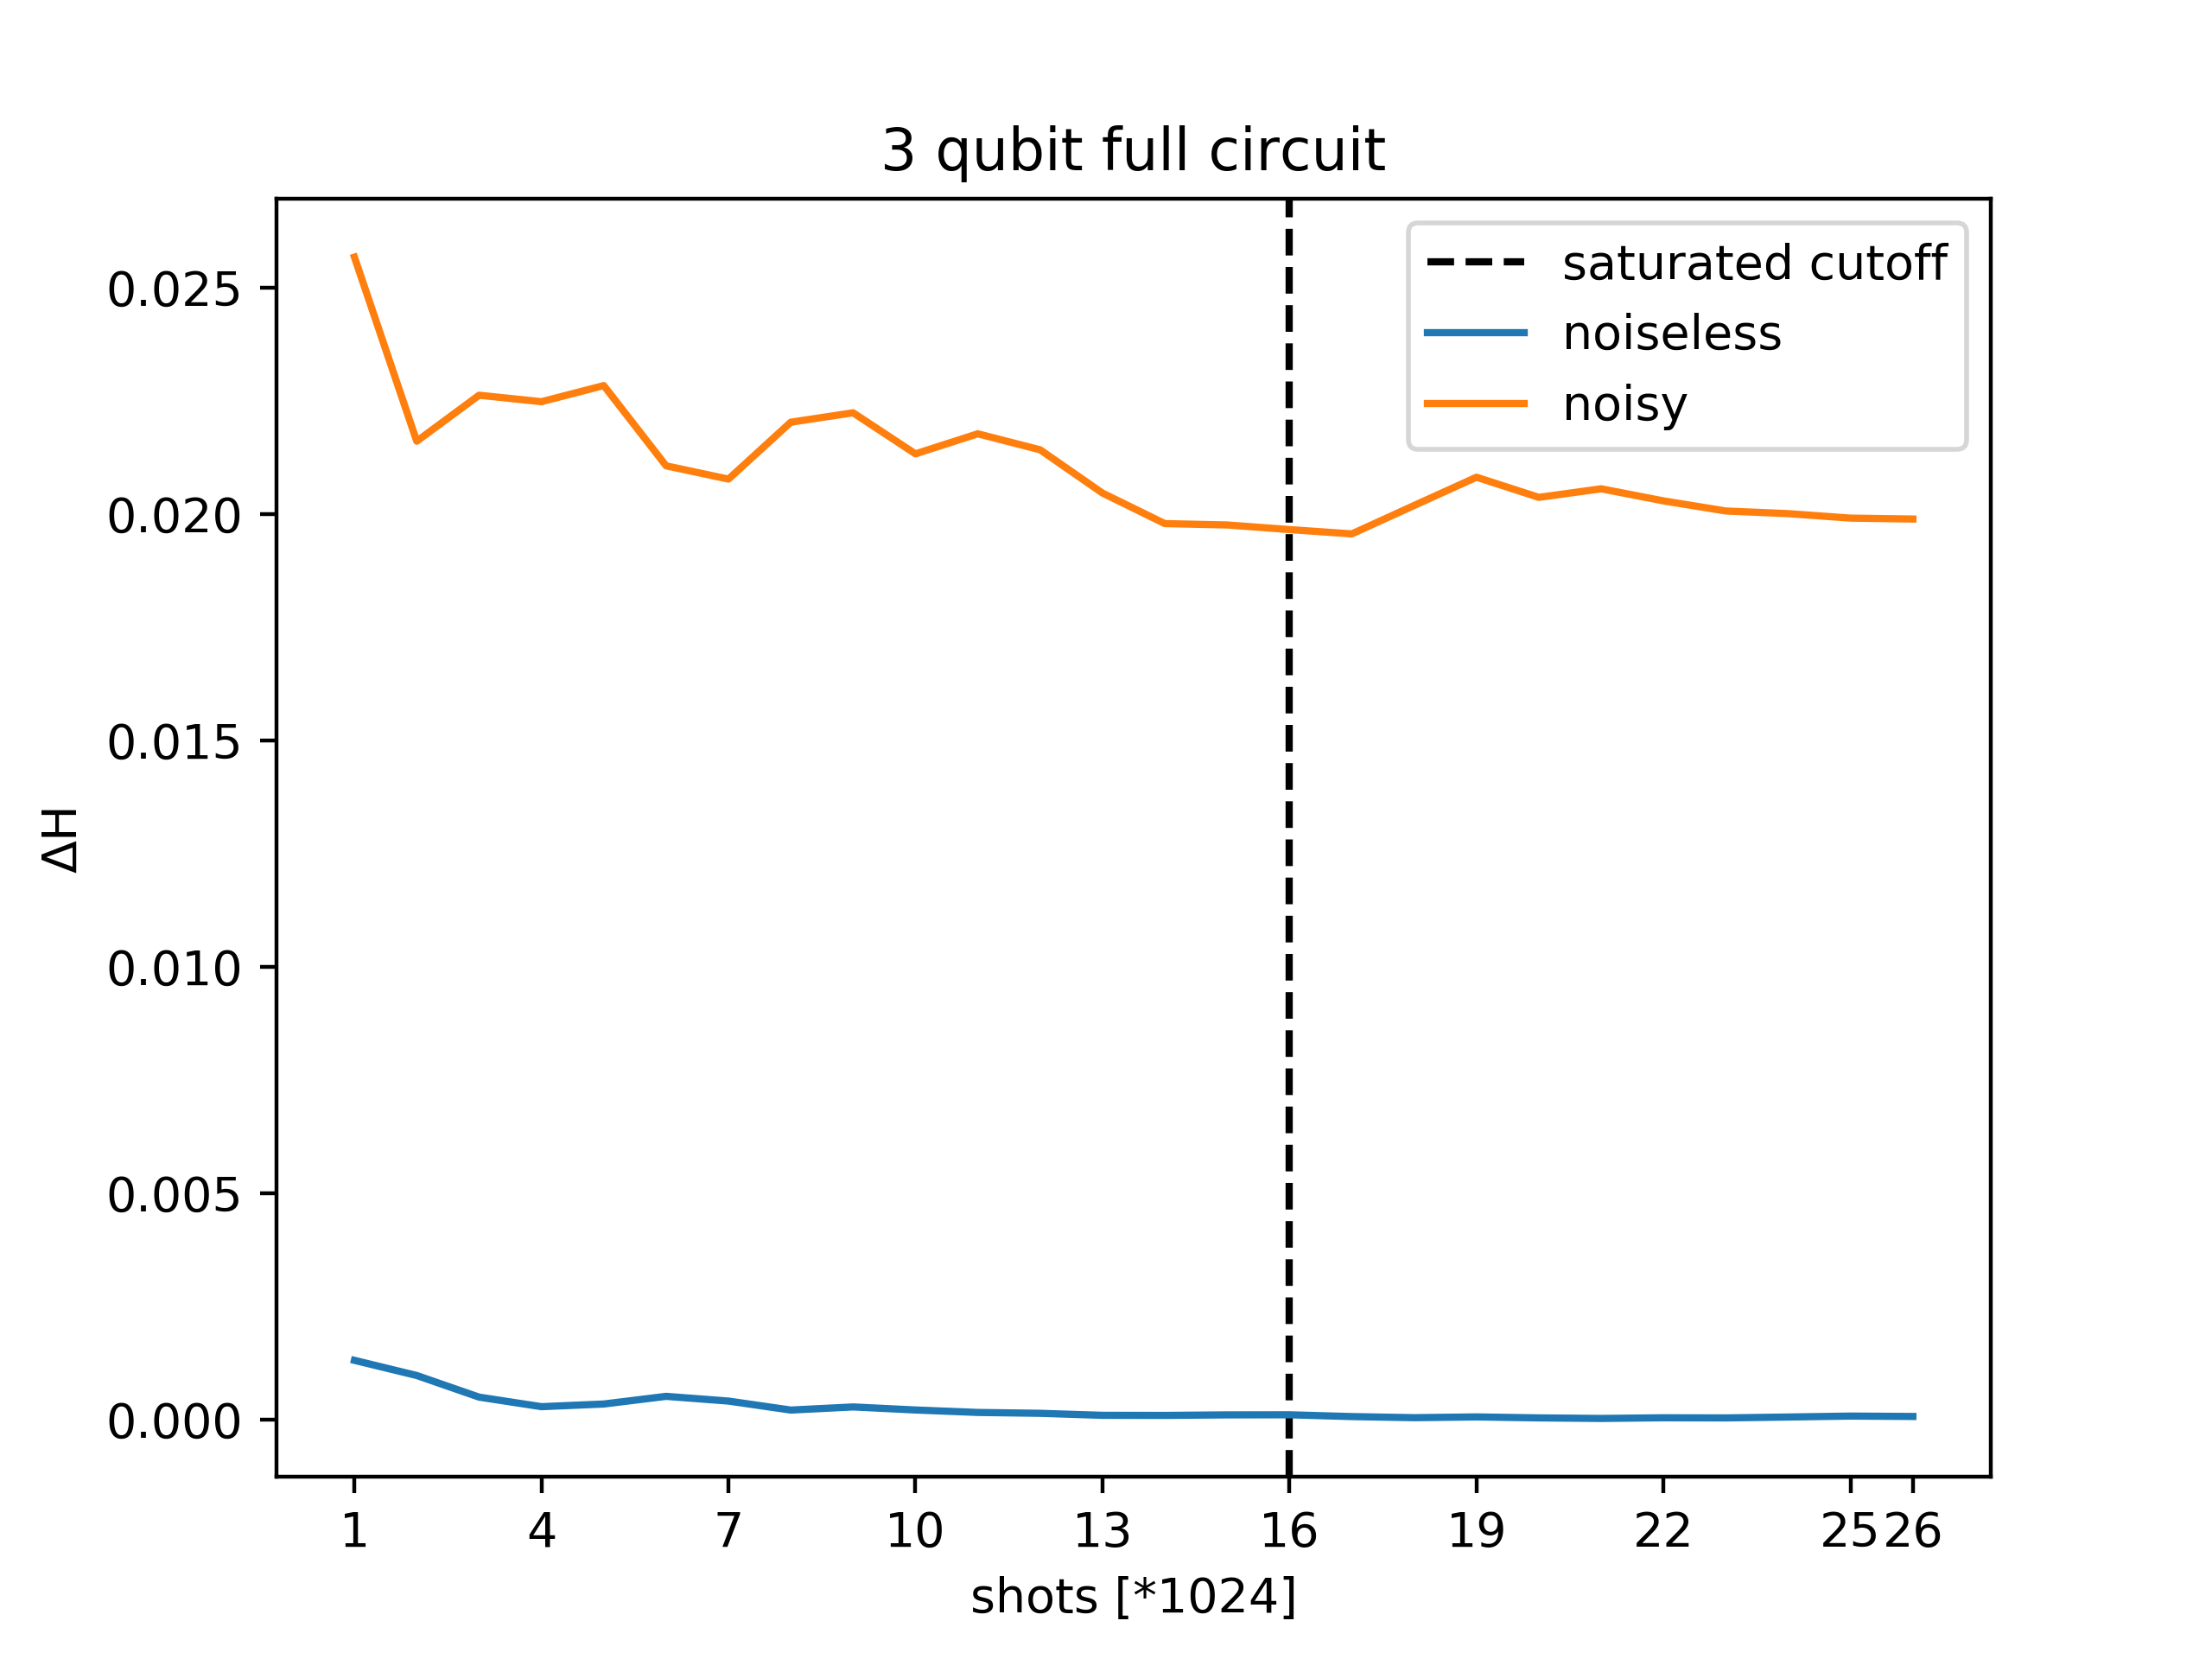 3 qubit full circuit
saturated cutoff
noiseless
noisy
0.025
0.020
0.015
0.010
0.005
0.000
ΔH
1 4 7 10 13 16 19 22 25 26
shots [*1024]